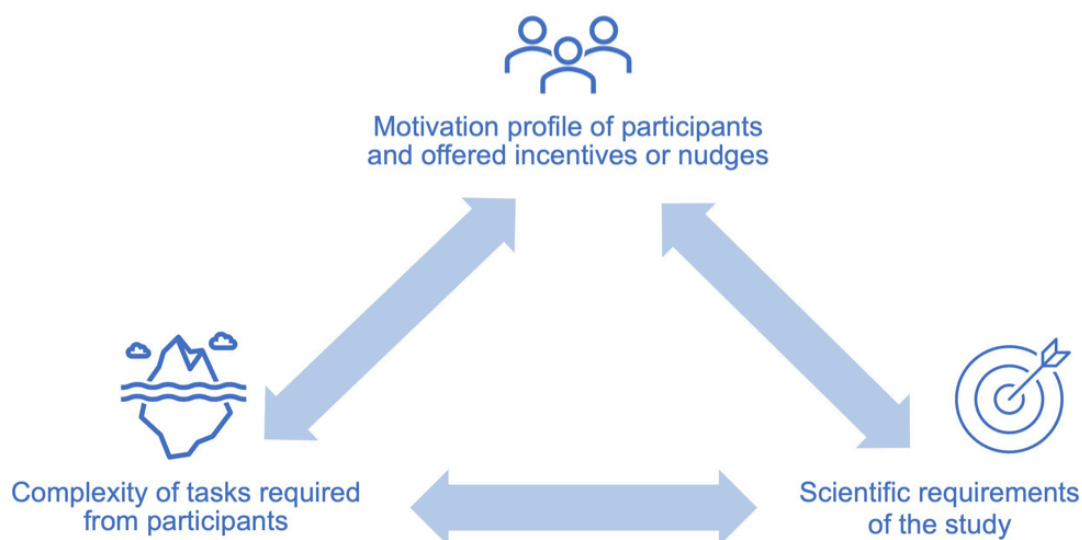 Motivation profile of participants
and offered incentives or nudges
Complexity of tasks required
from participants
Scientific requirements
of the study